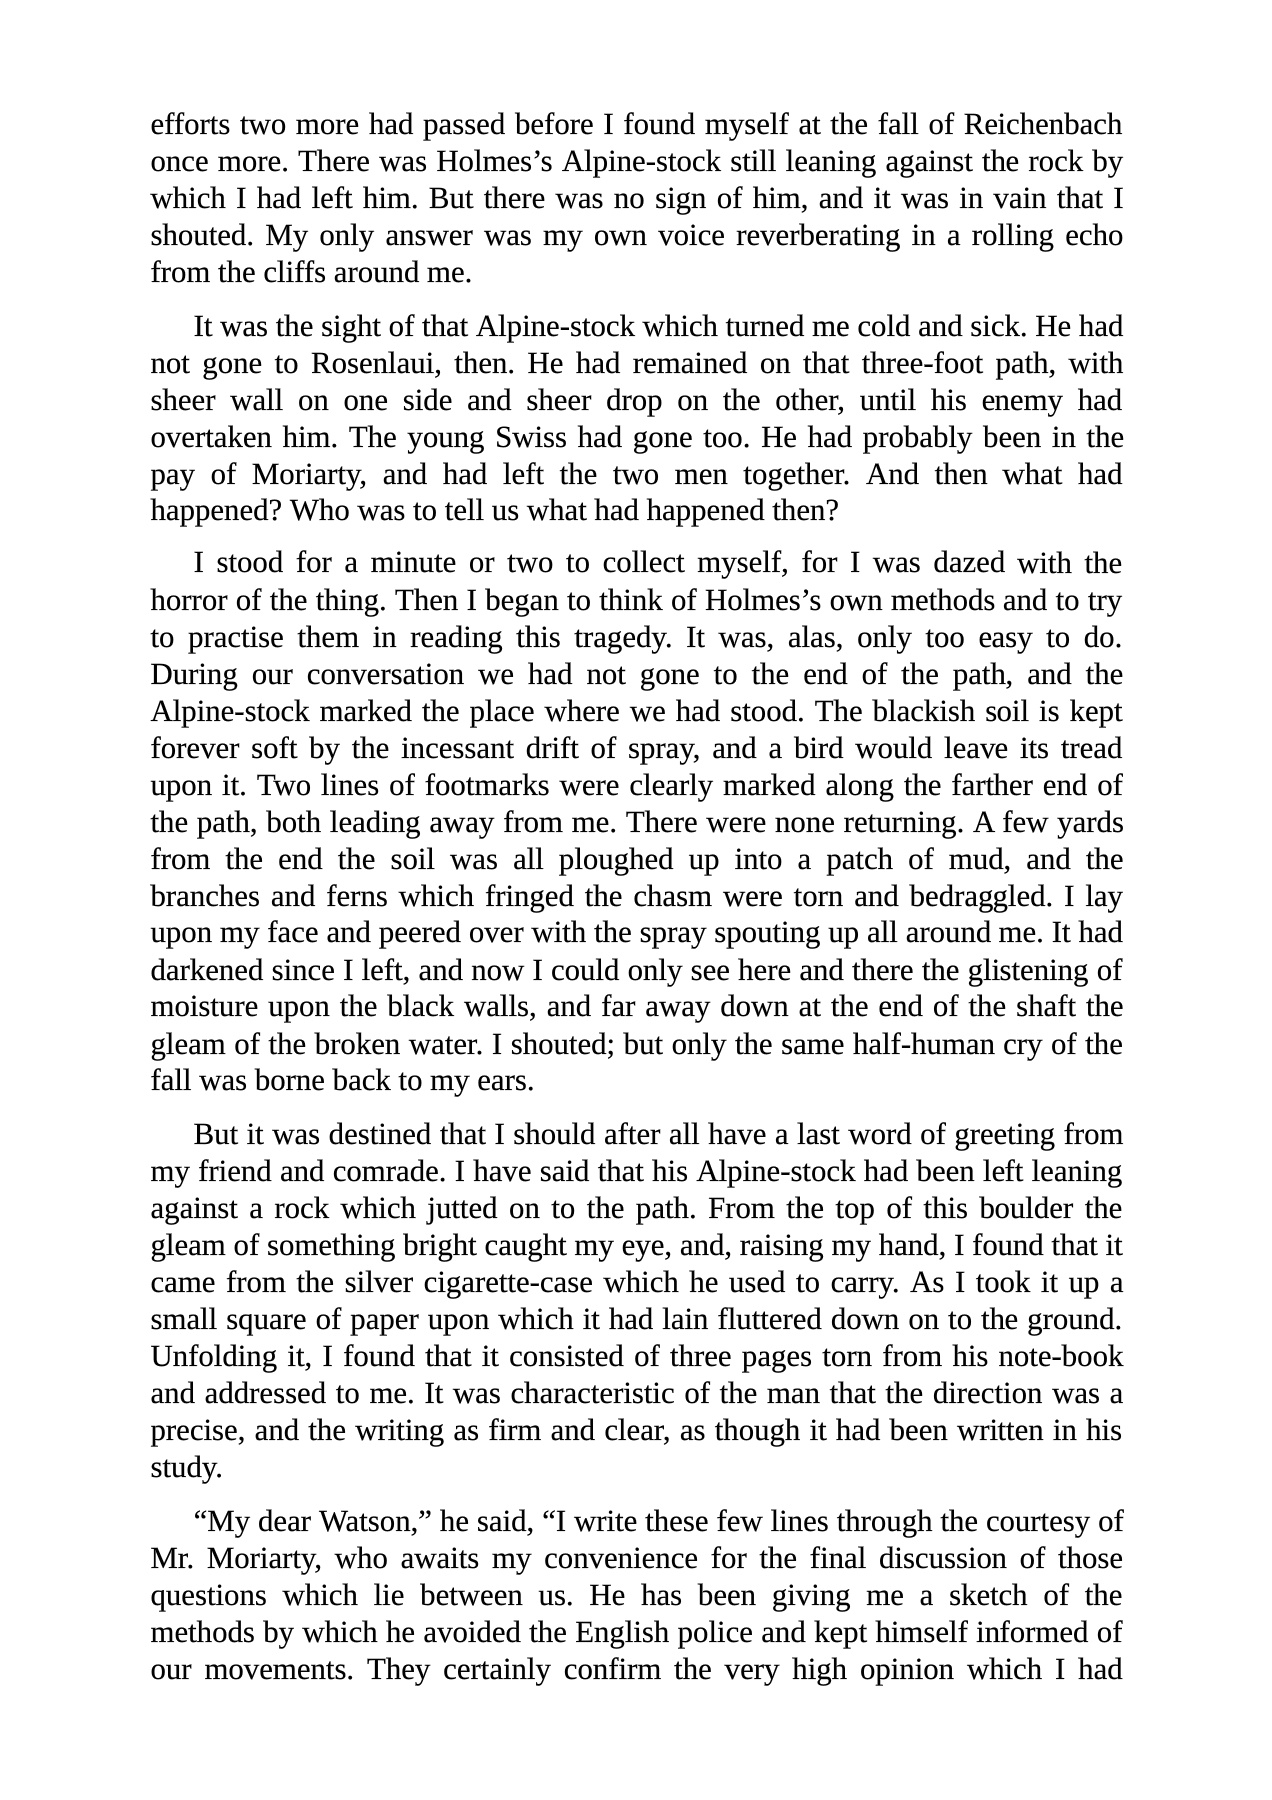 efforts two more had passed before I found myself at the fall of Reichenbach
once more. There was Holmes’s Alpine-stock still leaning against the rock by
which I had left him. But there was no sign of him, and it was in vain that I
shouted. My only answer was my own voice reverberating in a rolling echo
from the cliffs around me.
It was the sight of that Alpine-stock which turned me cold and sick. He had
not gone to Rosenlaui, then. He had remained on that three-foot path, with
sheer wall on one side and sheer drop on the other, until his enemy had
overtaken him. The young Swiss had gone too. He had probably been in the
pay of Moriarty, and had left the two men together. And then what had
happened? Who was to tell us what had happened then?
I stood for a minute or two to collect myself, for I was dazed with the
horror of the thing. Then I began to think of Holmes’s own methods and to try
to practise them in reading this tragedy. It was, alas, only too easy to do.
During our conversation we had not gone to the end of the path, and the
Alpine-stock marked the place where we had stood. The blackish soil is kept
forever soft by the incessant drift of spray, and a bird would leave its tread
upon it. Two lines of footmarks were clearly marked along the farther end of
the path, both leading away from me. There were none returning. A few yards
from the end the soil was all ploughed up into a patch of mud, and the
branches and ferns which fringed the chasm were torn and bedraggled. I lay
upon my face and peered over with the spray spouting up all around me. It had
darkened since I left, and now I could only see here and there the glistening of
moisture upon the black walls, and far away down at the end of the shaft the
gleam of the broken water. I shouted; but only the same half-human cry of the
fall was borne back to my ears.
But it was destined that I should after all have a last word of greeting from
my friend and comrade. I have said that his Alpine-stock had been left leaning
against a rock which jutted on to the path. From the top of this boulder the
gleam of something bright caught my eye, and, raising my hand, I found that it
came from the silver cigarette-case which he used to carry. As I took it up a
small square of paper upon which it had lain fluttered down on to the ground.
Unfolding it, I found that it consisted of three pages torn from his note-book
and addressed to me. It was characteristic of the man that the direction was a
precise, and the writing as firm and clear, as though it had been written in his
study.
“My dear Watson,” he said, “I write these few lines through the courtesy of
Mr. Moriarty, who awaits my convenience for the final discussion of those
questions which lie between us. He has been giving me a sketch of the
methods by which he avoided the English police and kept himself informed of
our movements. They certainly confirm the very high opinion which I had